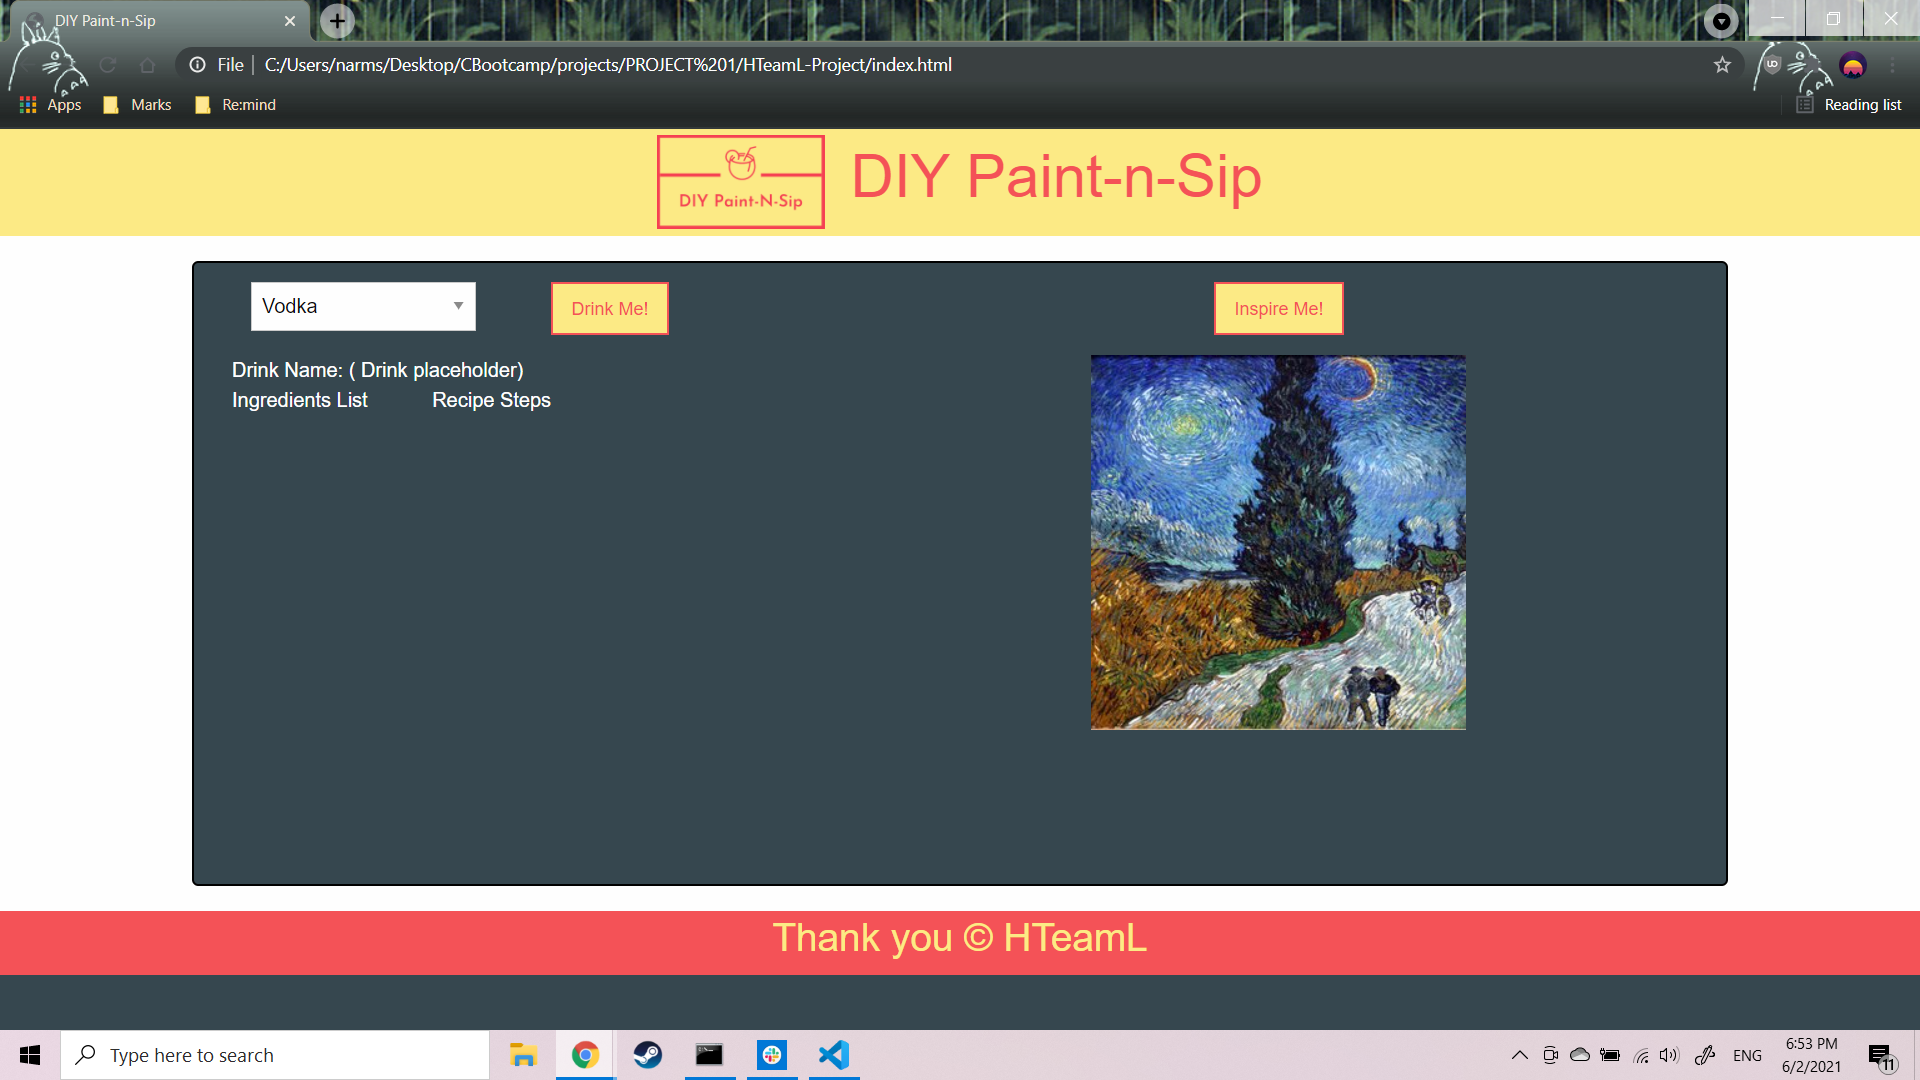 DIY Paint-n-Sip
File C:/Users/narms/Desktop/CBootcamp/projects/PROJECT%201/HTeamL-Project/index.html
Apps Marks Re:mind Reading list
DIY Paint-N-Sip
DIY Paint-n-Sip
Vodka
Drink Me!
Inspire Me!
Drink Name: ( Drink placeholder)
Ingredients List Recipe Steps
Thank you © HTeamL
Type here to search
ENG
6:53 PM
6/2/2021
11